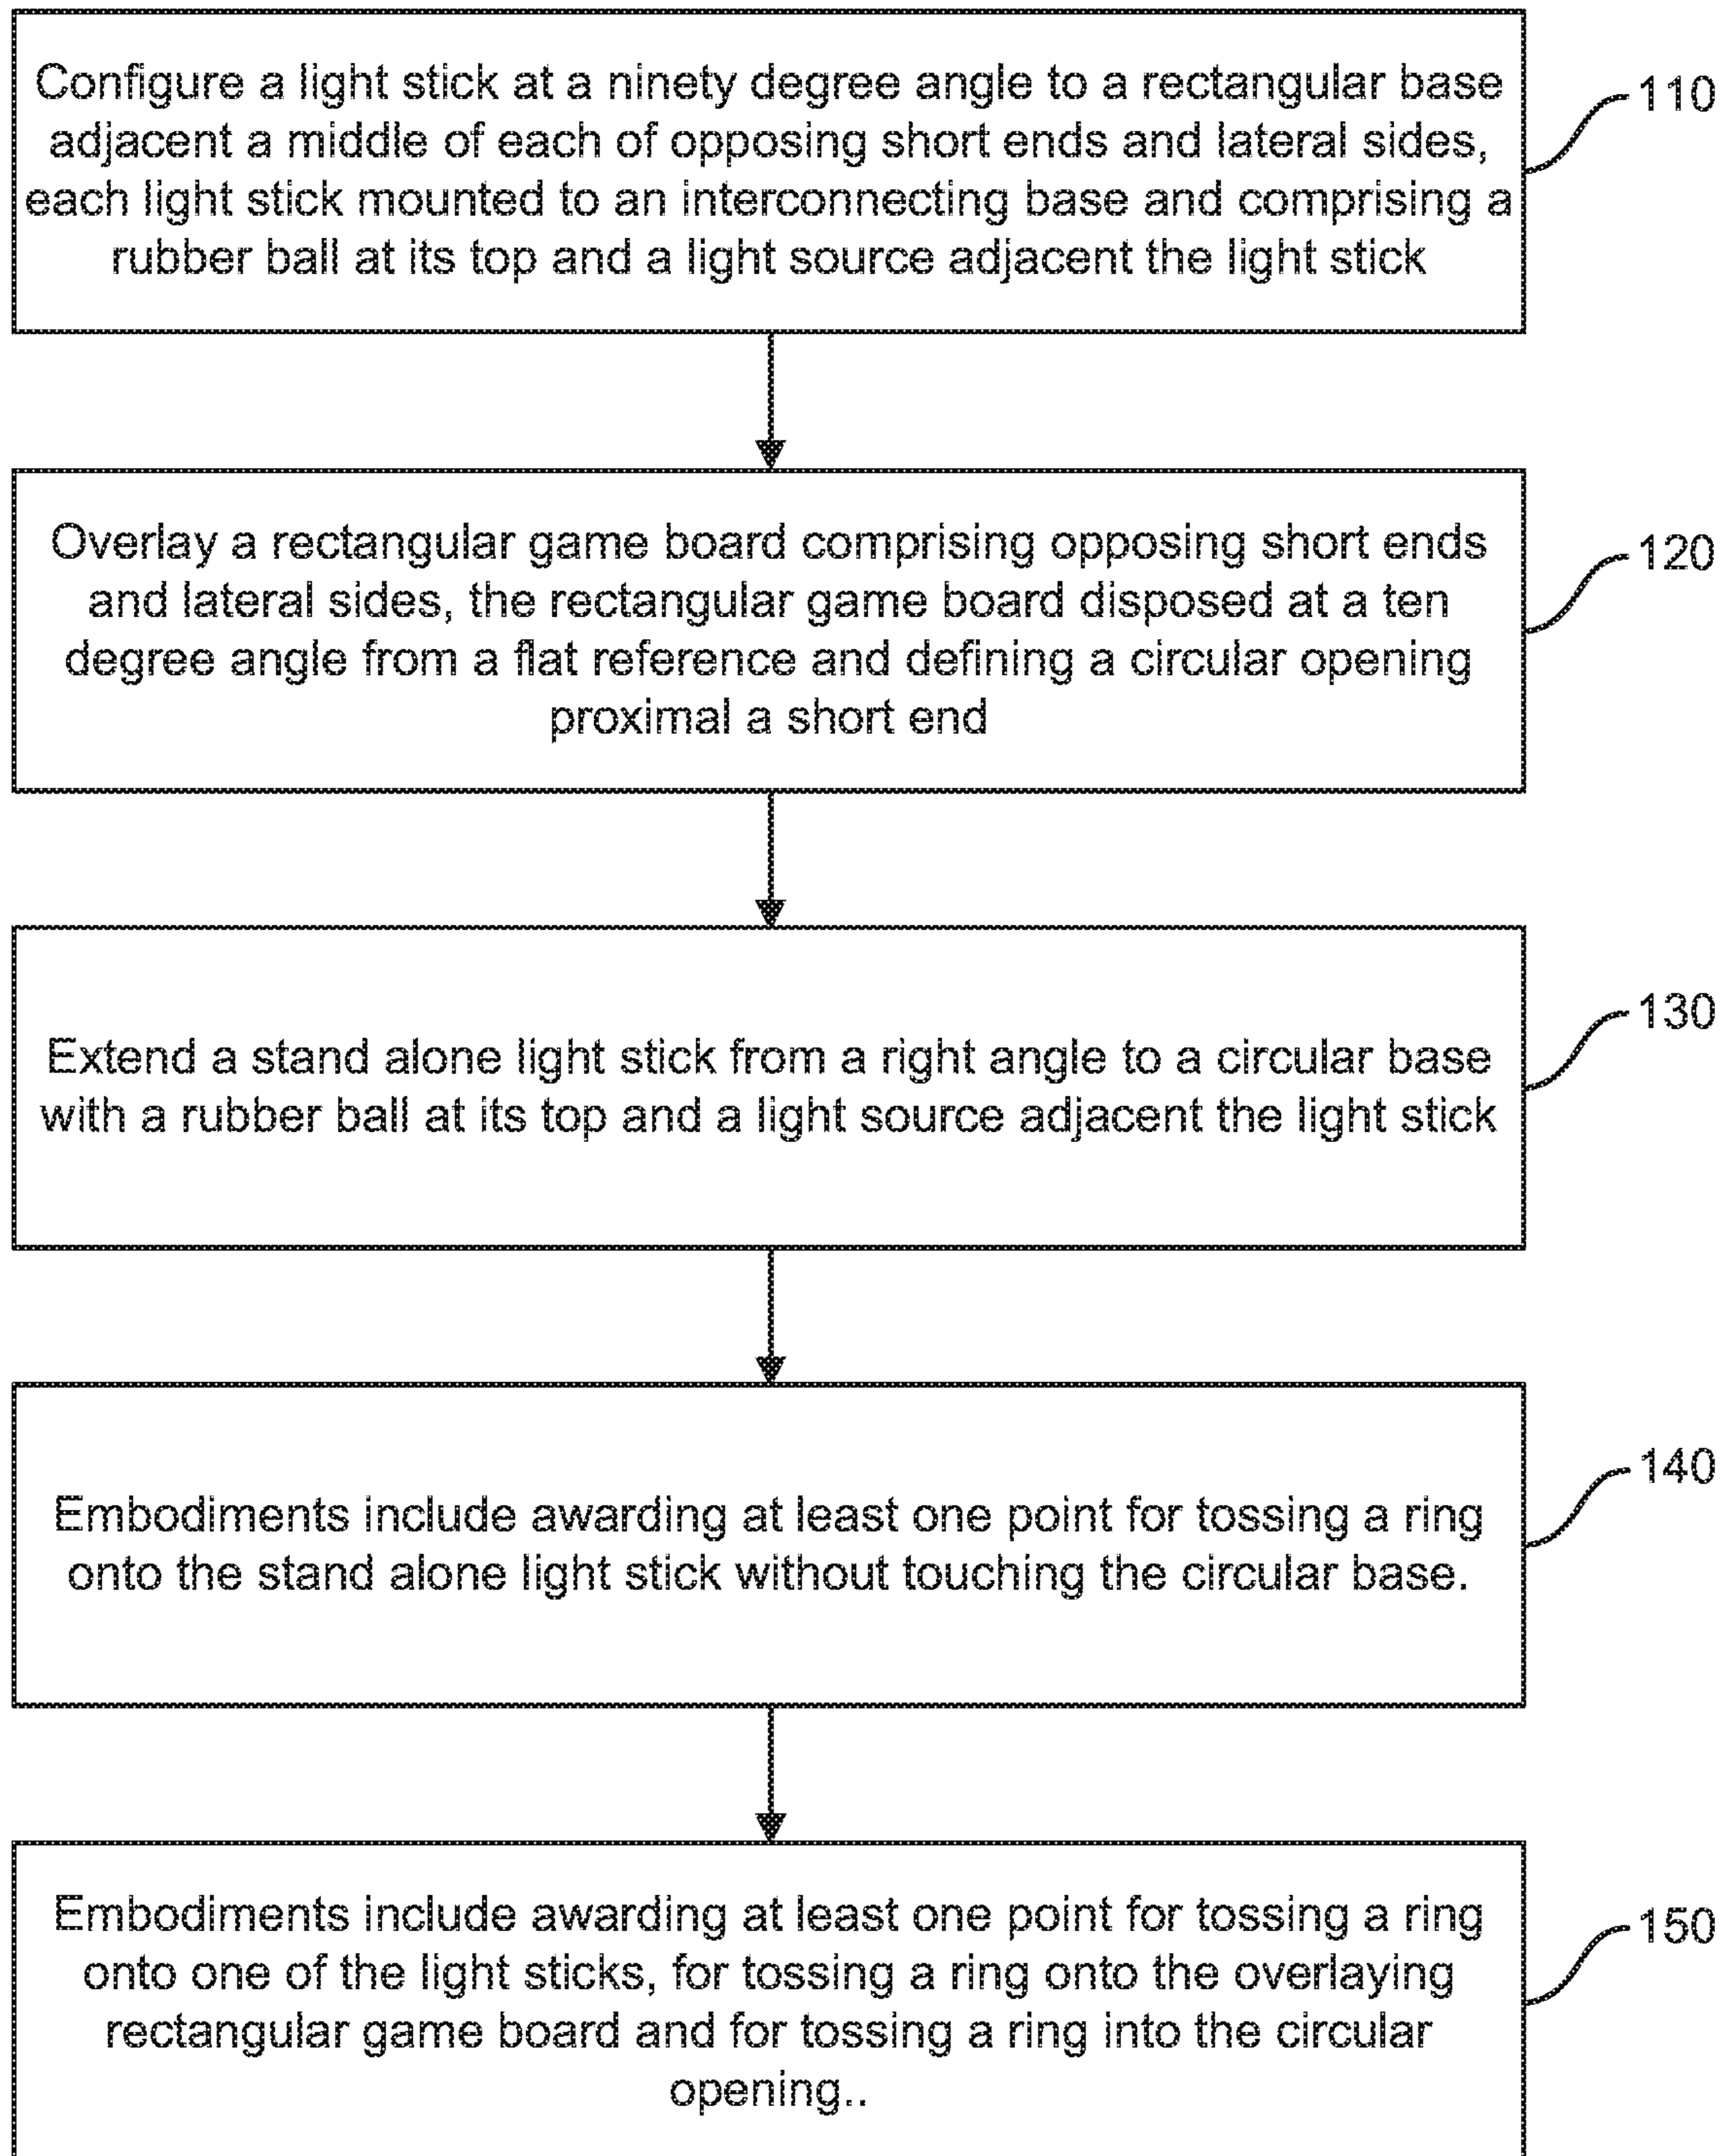 Configure a light stick at a ninety degree angle to a rectangular base
adjacent a middle of each of opposing short ends and lateral sides,
each light stick mounted to an interconnecting base and comprising a
rubber ball at its top and a light source adjacent the light stick
110
Overlay a rectangular game board comprising opposing short ends
and lateral sides, the rectangular game board disposed at a ten
degree angle from a flat reference and defining a circular opening
proximal a short end
120
Extend a stand alone light stick from a right angle to a circular base
with a rubber ball at its top and a light source adjacent the light stick
130
Embodiments include awarding at least one point for tossing a ring
onto the stand alone light stick without touching the circular base.
140
Embodiments include awarding at least one point for tossing a ring
onto one of the light sticks, for tossing a ring onto the overlaying
rectangular game board and for tossing a ring into the circular
opening..
150